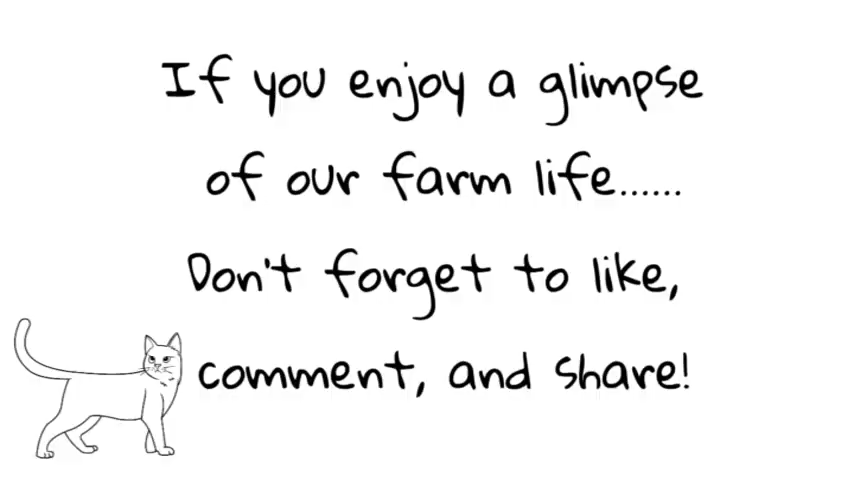 If you enjoy a glimpse
of our farm life......
Don't forget to like,
comment, and share!